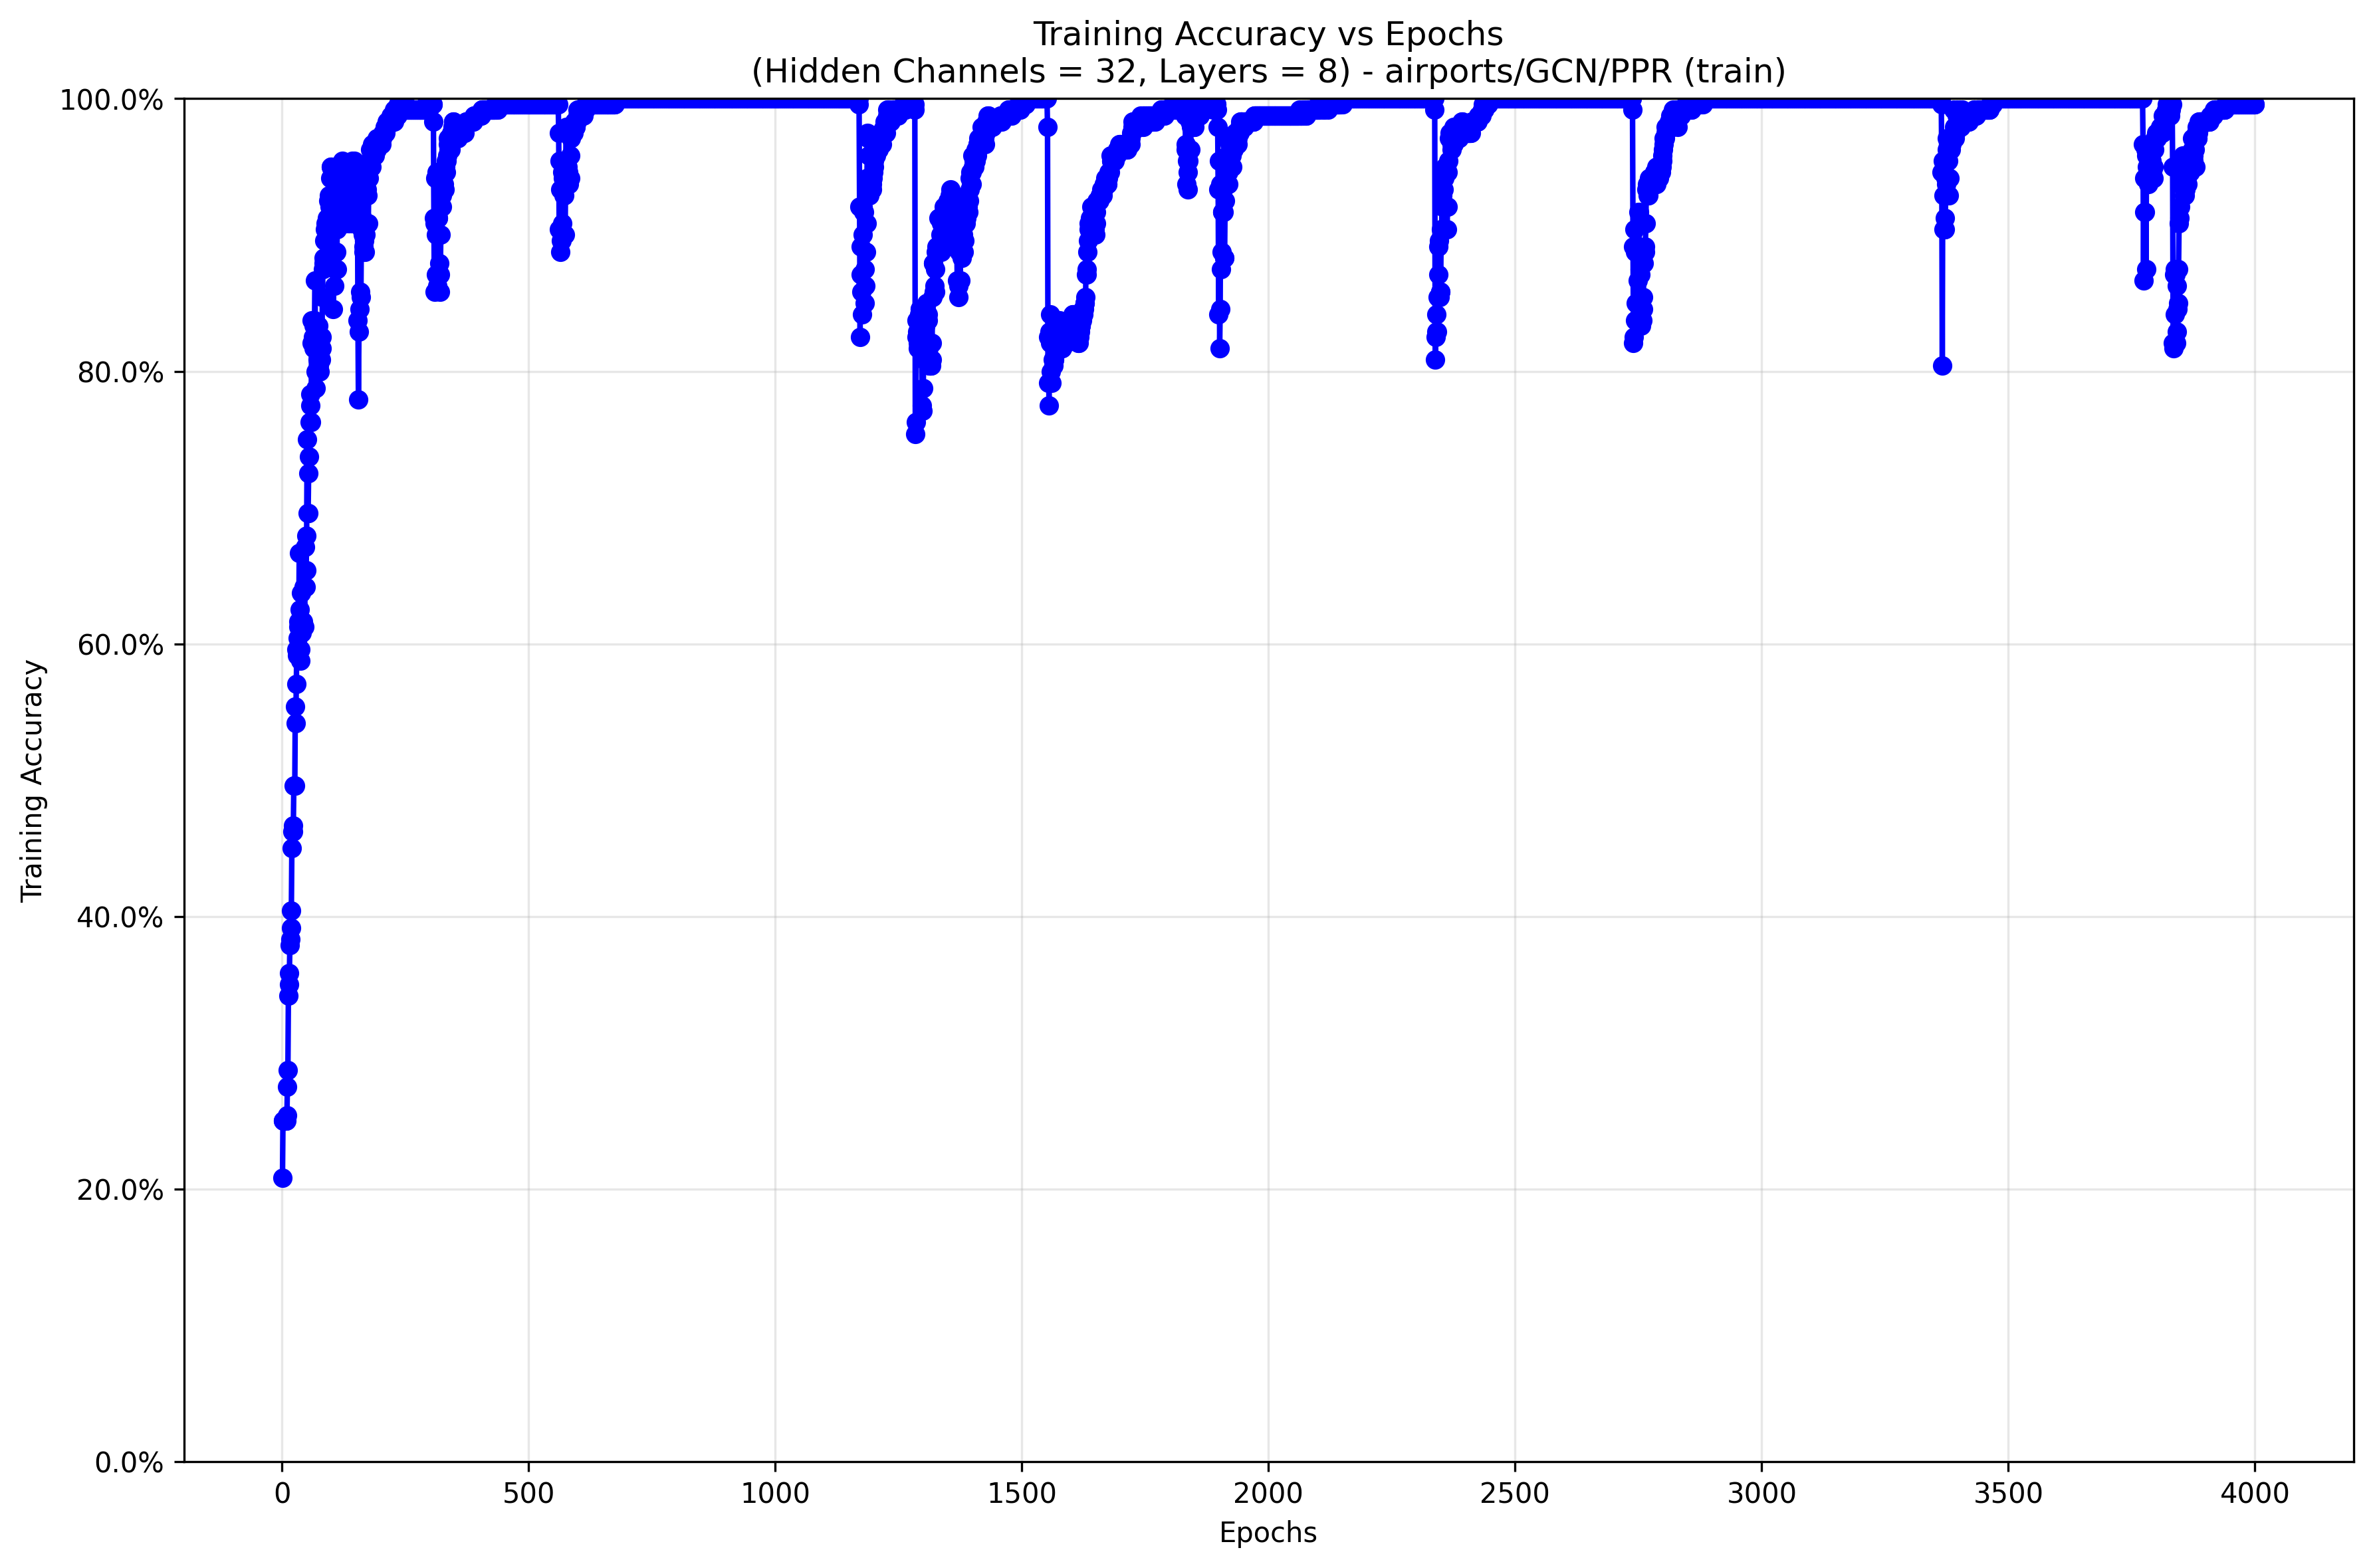 Training Accuracy vs Epochs
(Hidden Channels = 32, Layers = 8) - airports/GCN/PPR (train)
100.0%
80.0%
60.0%
40.0%
20.0%
0.0%
Training Accuracy
0 500 1000 1500 2000 2500 3000 3500 4000
Epochs